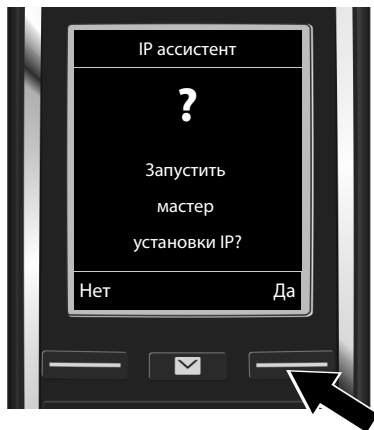 IP ассистент
?
Запустить
мастер
установки IP?
Нет Да